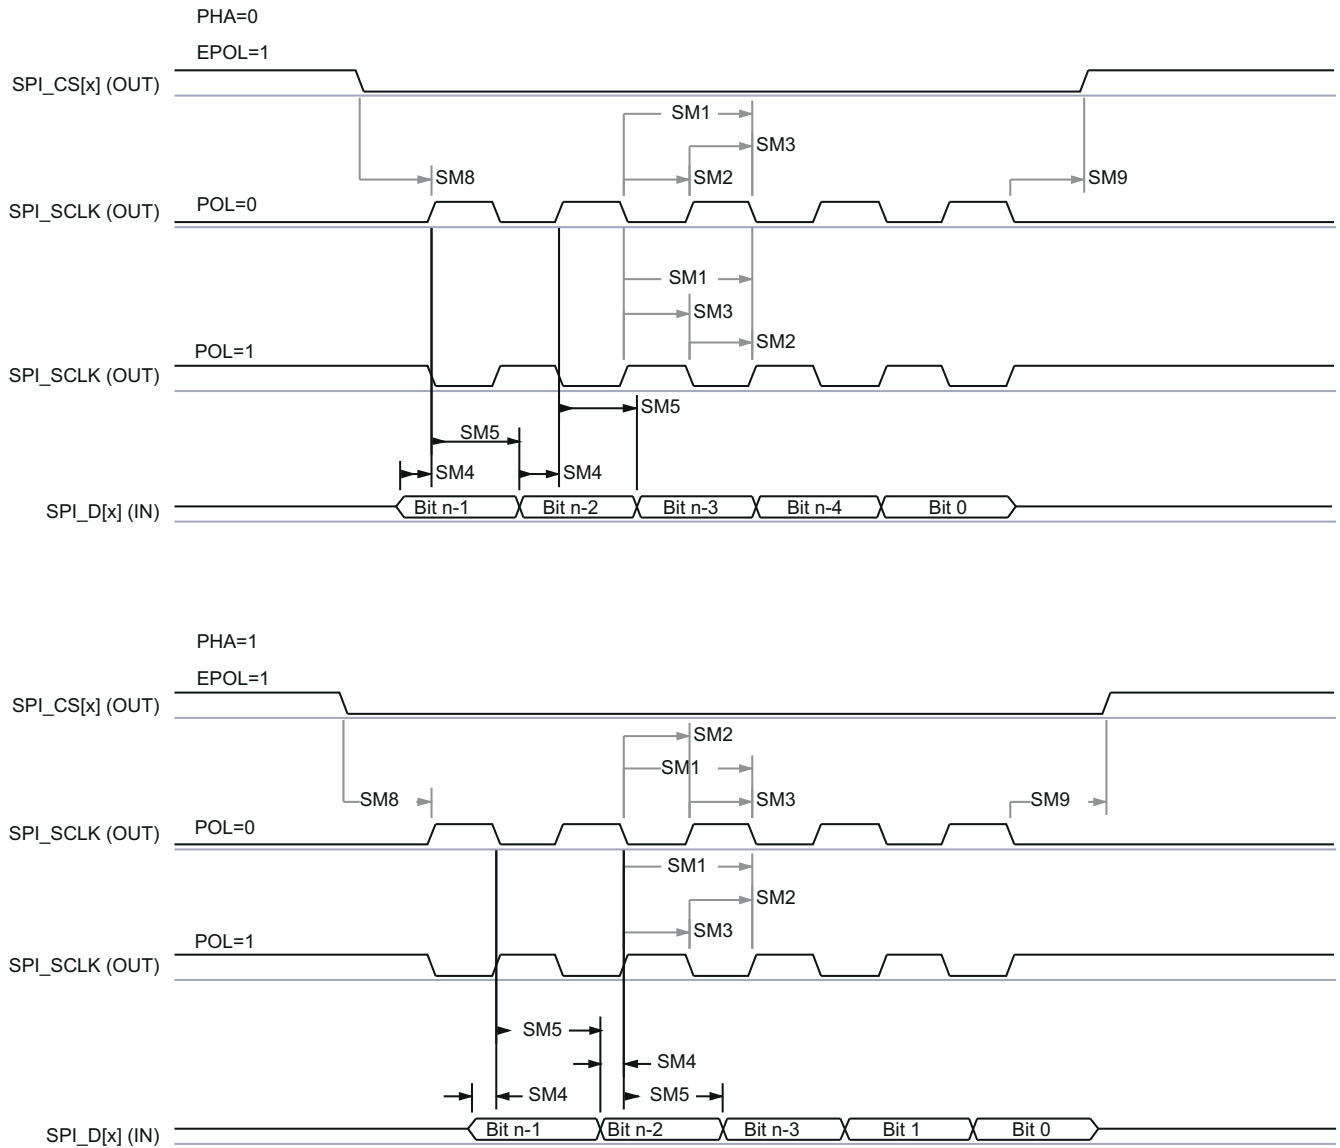 PHA=0
EPOL=1
SPI_CS[x] (OUT)
SM1
SM3
SM8
SM2
SM9
SPI_SCLK (OUT)
POL=0
SM1
SM3
SM2
POL=1
SPI_SCLK (OUT)
SM5
SM5
SM4
SM4
SPI_D[x] (IN)
Bit n-1
Bit n-2
Bit n-3
Bit n-4
Bit 0
PHA=1
EPOL=1
SPI_CS[x] (OUT)
SM2
SM1
SM8
SM3
SM9
SPI_SCLK (OUT)
POL=0
SM1
SM2
SM3
POL=1
SPI_SCLK (OUT)
SM5
SM4
SM4
SM5
SPI_D[x] (IN)
Bit n-1
Bit n-2
Bit n-3
Bit 1
Bit 0